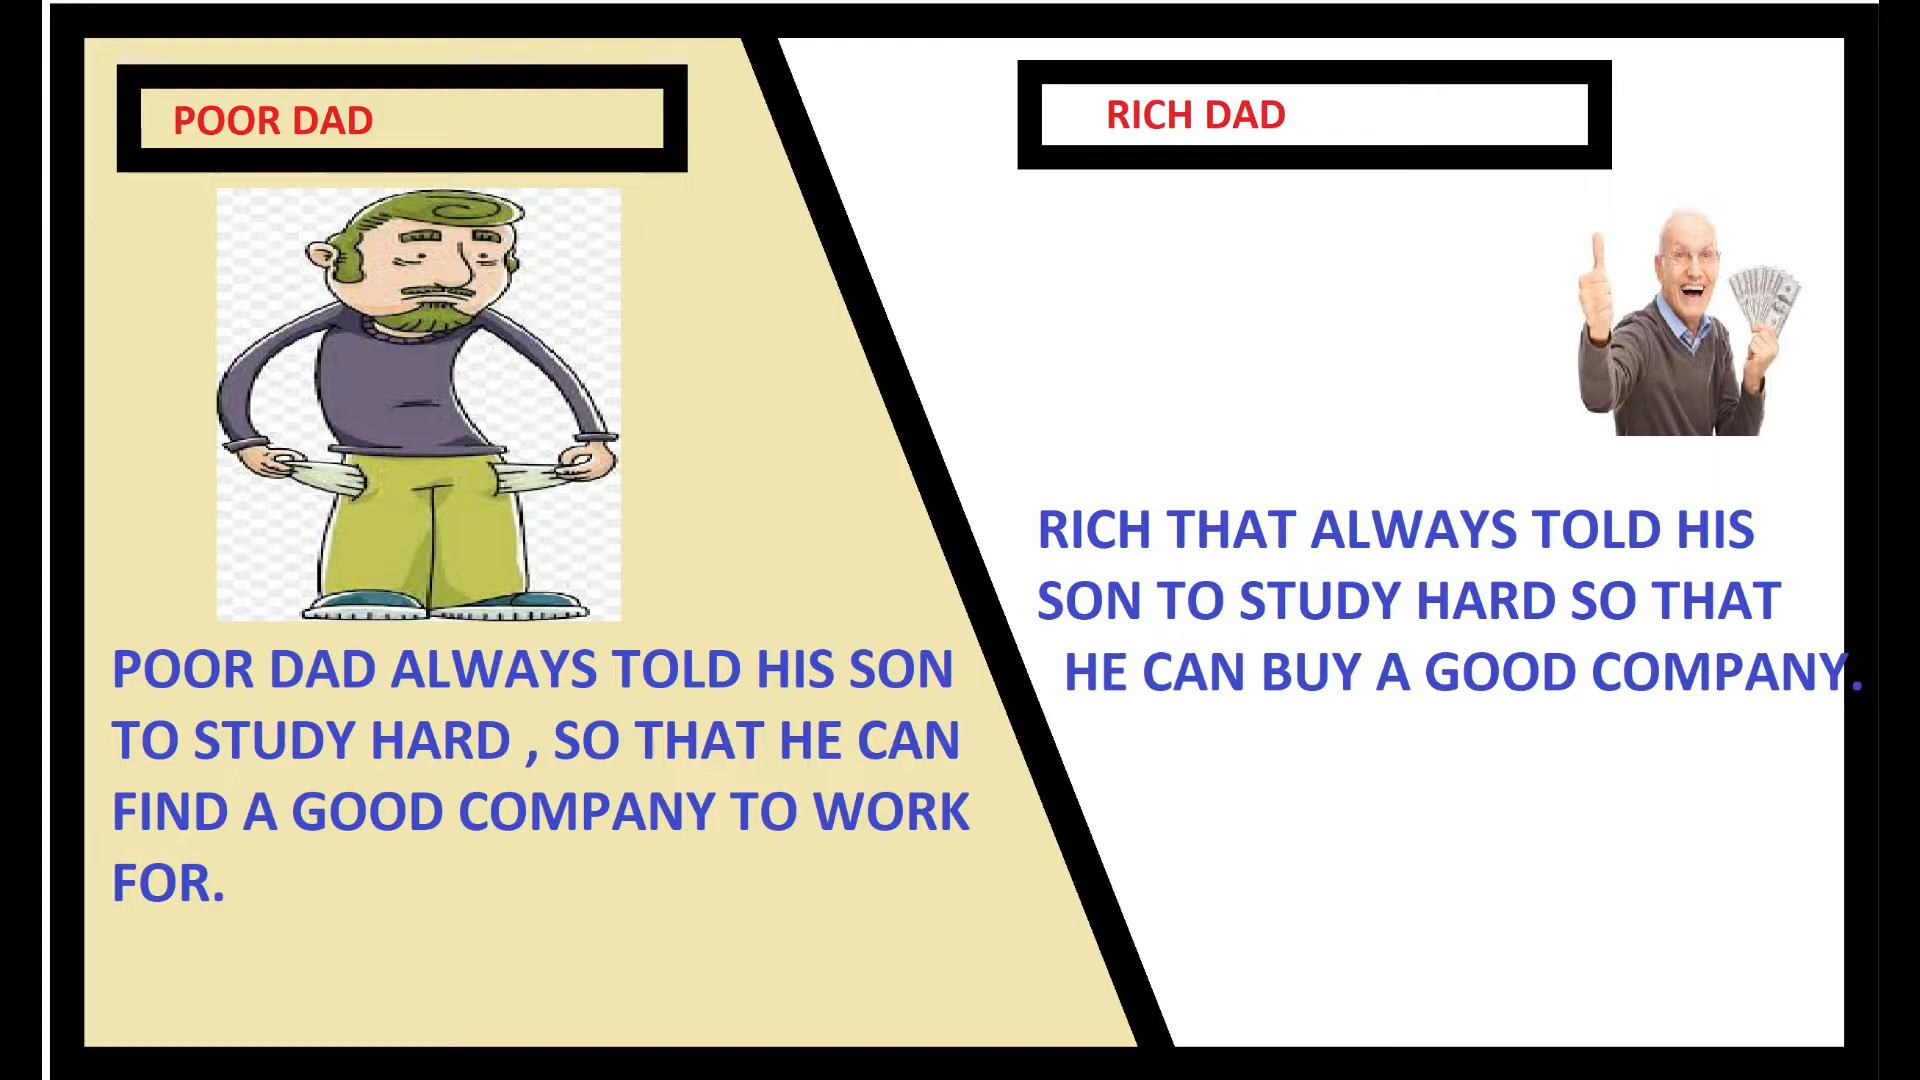 POOR DAD
POOR DAD ALWAYS TOLD HIS SON
TO STUDY HARD , SO THAT HE CAN
FIND A GOOD COMPANY TO WORK
FOR.
RICH DAD
RICH THAT ALWAYS TOLD HIS
SON TO STUDY HARD SO THAT
HE CAN BUY A GOOD COMPANY.